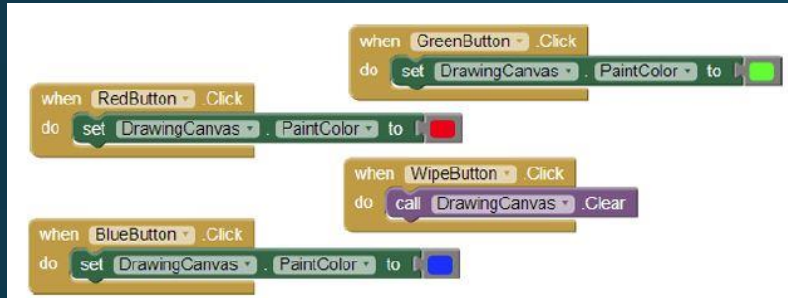 when GreenButton .Click
do set DrawingCanvas . PaintColor to
when RedButton .Click
do set DrawingCanvas . PaintColor to
when WipeButton .Click
do call DrawingCanvas .Clear
when BlueButton .Click
do set DrawingCanvas . PaintColor to